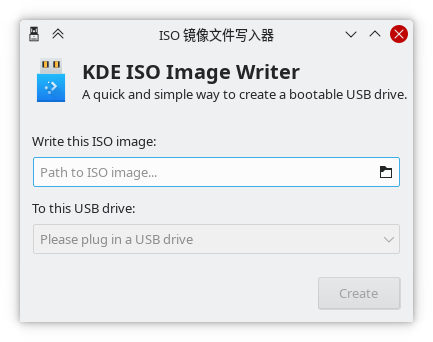 ISO 镜像文件写入器
KDE ISO Image Writer
A quick and simple way to create a bootable USB drive.
Write this ISO image:
Path to ISO image...
To this USB drive:
Please plug in a USB drive
Create